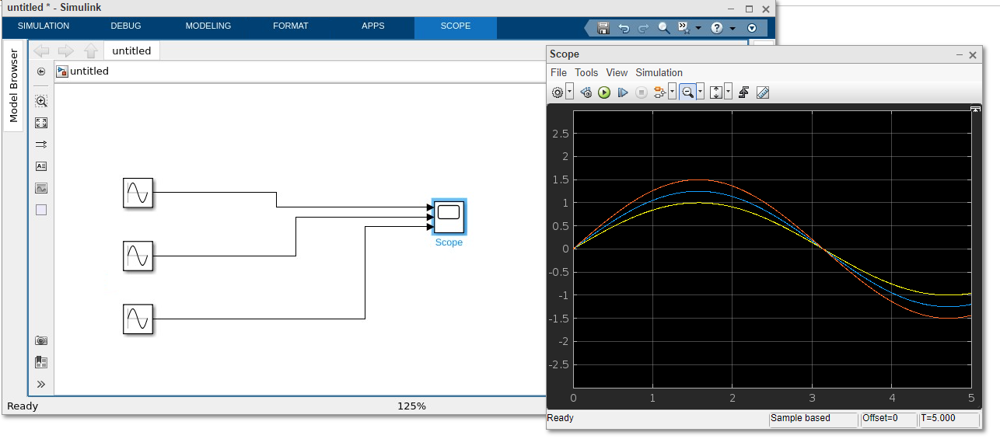 untitled * - Simulink
SIMULATION DEBUG MODELING FORMAT APPS SCOPE
Model Browser
untitled
untitled
Scope
Ready 125%
Scope
File Tools View Simulation
2.5
2
1.5
1
0.5
0
-0.5
-1
-1.5
-2
-2.5
0 1 2 3 4 5
Ready Sample based Offset=0 T=5.000